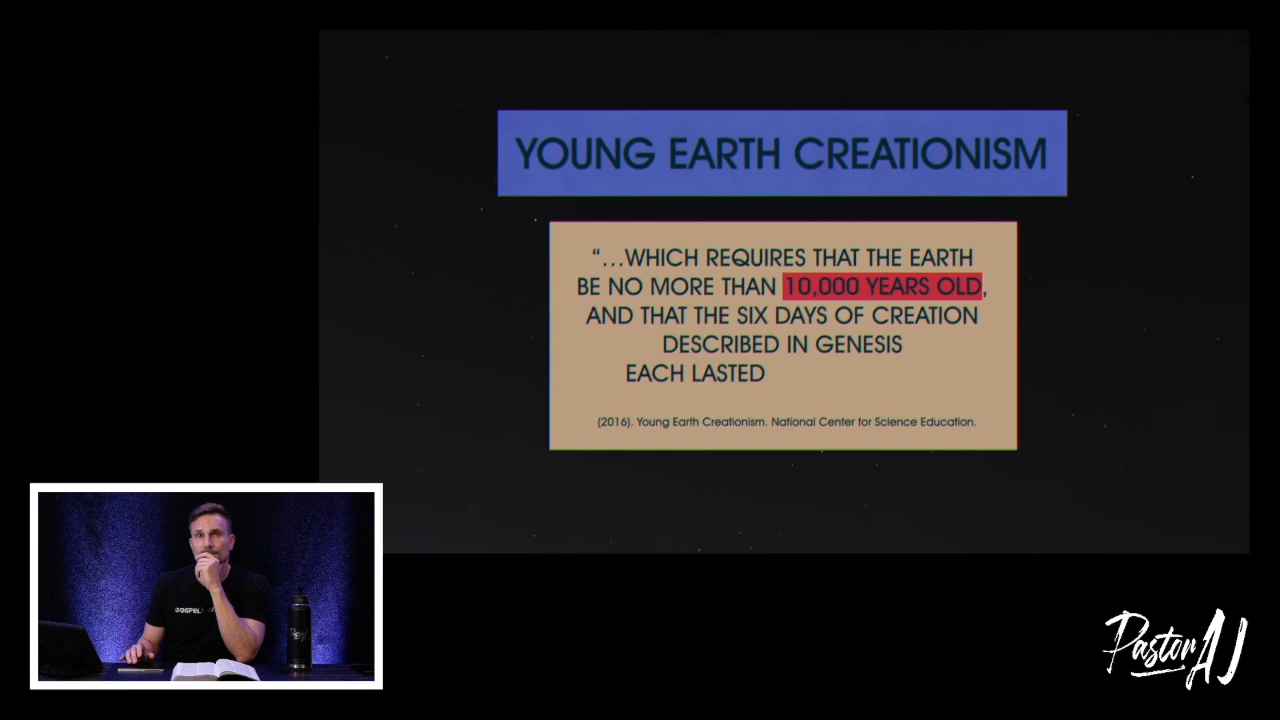 YOUNG EARTH CREATIONISM
“...WHICH REQUIRES THAT THE EARTH
BE NO MORE THAN 10,000 YEARS OLD,
AND THAT THE SIX DAYS OF CREATION
DESCRIBED IN GENESIS
EACH LASTED
(2016). Young Earth Creationism. National Center for Science Education.
GOSPEL
Pastor AJ